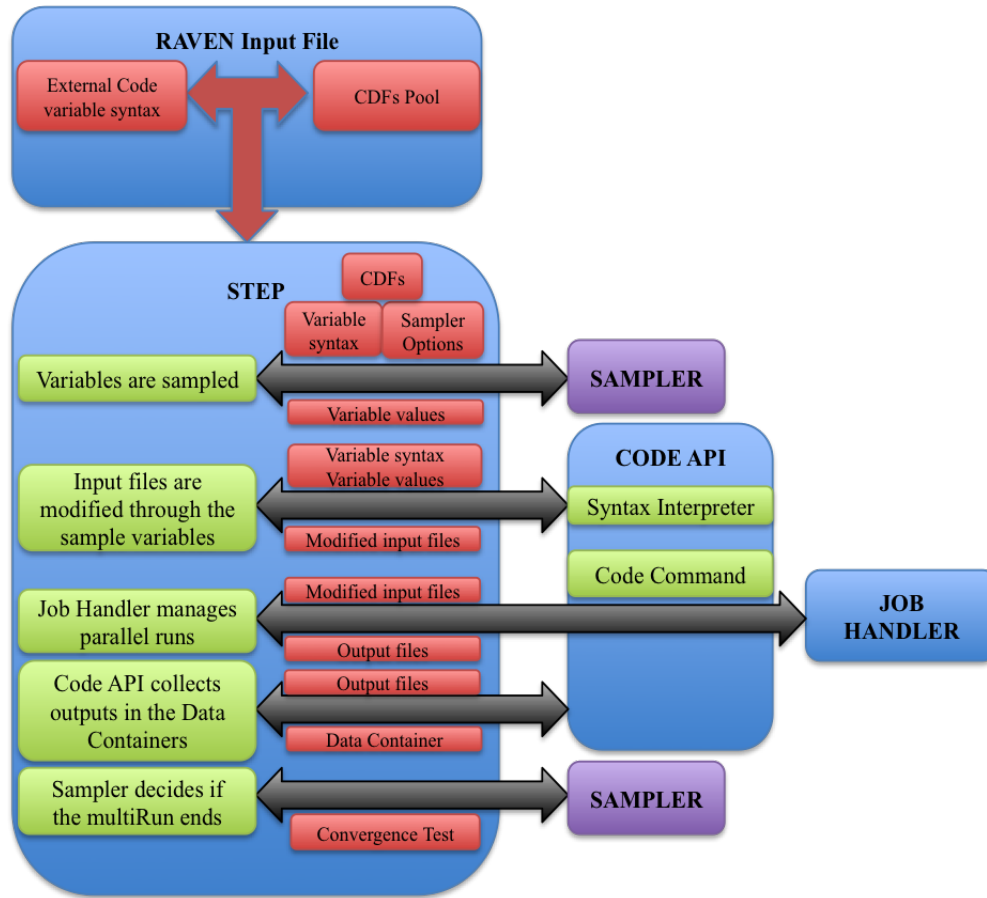 RAVEN Input File
External Code
variable syntax
CDFs Pool
STEP
CDFs
Variable
syntax
Sampler
Options
Variables are sampled
SAMPLER
Variable values
Variable syntax
Variable values
CODE API
Input files are
modified through the
sample variables
Syntax Interpreter
Modified input files
Code Command
Modified input files
Job Handler manages
parallel runs
JOB
HANDLER
Output files
Output files
Code API collects
outputs in the Data
Containers
Data Container
Sampler decides if
the multiRun ends
SAMPLER
Convergence Test